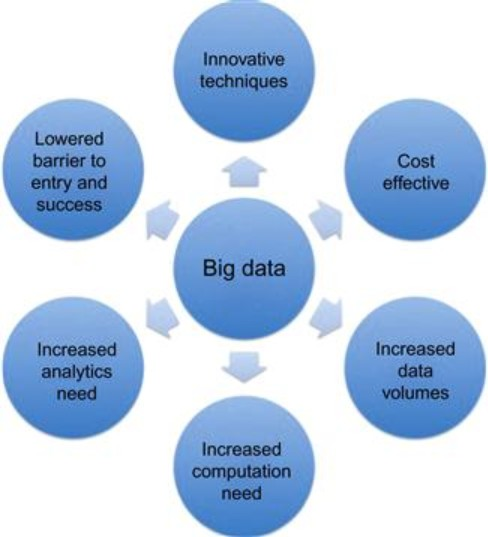 Innovative
techniques
Lowered
barrier to
entry and
success
Cost
effective
Big data
Increased
analytics
need
Increased
data
volumes
Increased
computation
need